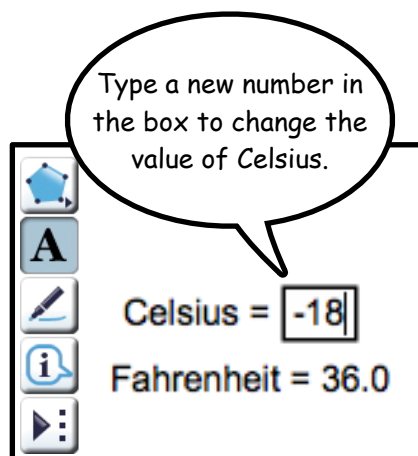 Type a new number in
the box to change the
value of Celsius.
A
i
Celsius = -18
Fahrenheit = 36.0